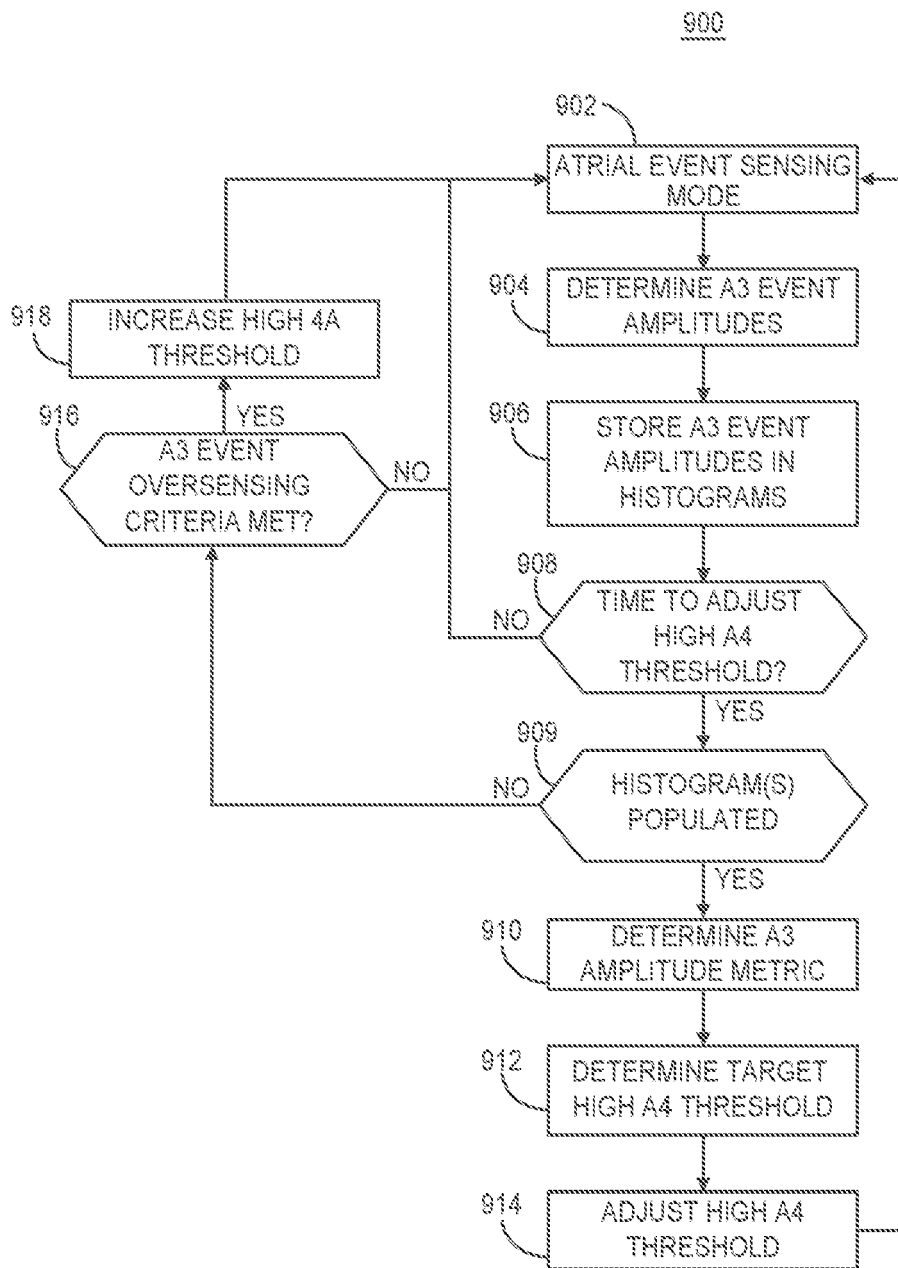 900
902
ATRIAL EVENT SENSING
MODE
904
DETERMINE A3 EVENT
AMPLITUDES
918
INCREASE HIGH 4A
THRESHOLD
906
STORE A3 EVENT
AMPLITUDES IN
HISTOGRAMS
916
YES
A3 EVENT
OVERSENSING
CRITERIA MET?
NO
908
TIME TO ADJUST
HIGH A4
THRESHOLD?
NO
YES
909
HISTOGRAM(S)
POPULATED
NO
YES
910
DETERMINE A3
AMPLITUDE METRIC
912
DETERMINE TARGET
HIGH A4 THRESHOLD
914
ADJUST HIGH A4
THRESHOLD